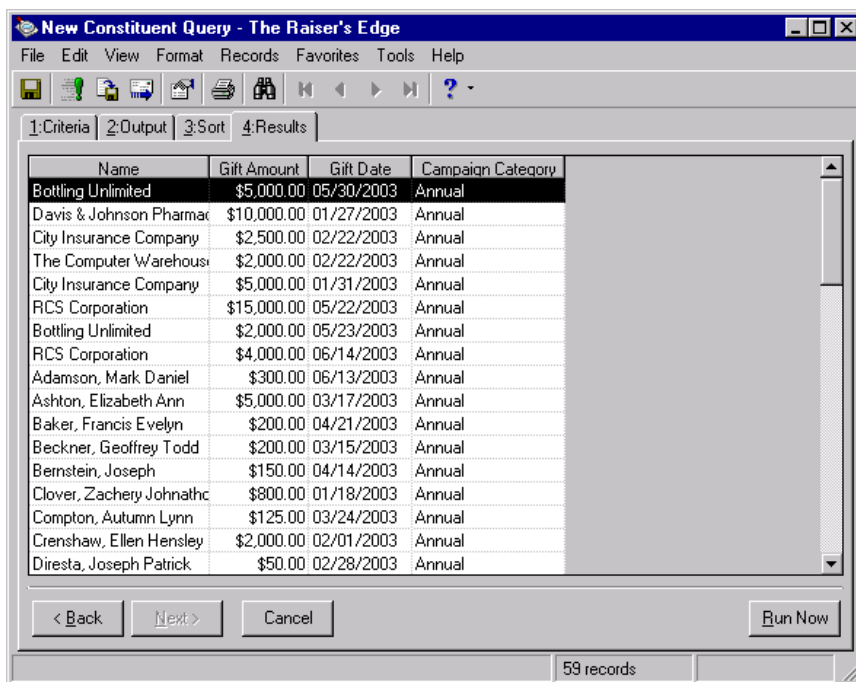 New Constituent Query - The Raiser's Edge
File Edit View Format Records Favorites Tools Help
1:Criteria 2:Output 3:Sort 4:Results
Name Gift Amount Gift Date Campaign Category
Bottling Unlimited $5,000.00 05/30/2003 Annual
Davis & Johnson Pharmac $10,000.00 01/27/2003 Annual
City Insurance Company $2,500.00 02/22/2003 Annual
The Computer Warehous $2,000.00 02/22/2003 Annual
City Insurance Company $5,000.00 01/31/2003 Annual
RCS Corporation $15,000.00 05/22/2003 Annual
Bottling Unlimited $2,000.00 05/23/2003 Annual
RCS Corporation $4,000.00 06/14/2003 Annual
Adamson, Mark Daniel $300.00 06/13/2003 Annual
Ashton, Elizabeth Ann $5,000.00 03/17/2003 Annual
Baker, Francis Evelyn $200.00 04/21/2003 Annual
Beckner, Geoffrey Todd $200.00 03/15/2003 Annual
Bernstein, Joseph $150.00 04/14/2003 Annual
Clover, Zachery Johnathc $800.00 01/18/2003 Annual
Compton, Autumn Lynn $125.00 03/24/2003 Annual
Crenshaw, Ellen Hensley $2,000.00 02/01/2003 Annual
Diresta, Joseph Patrick $50.00 02/28/2003 Annual
< Back Next > Cancel Run Now
59 records